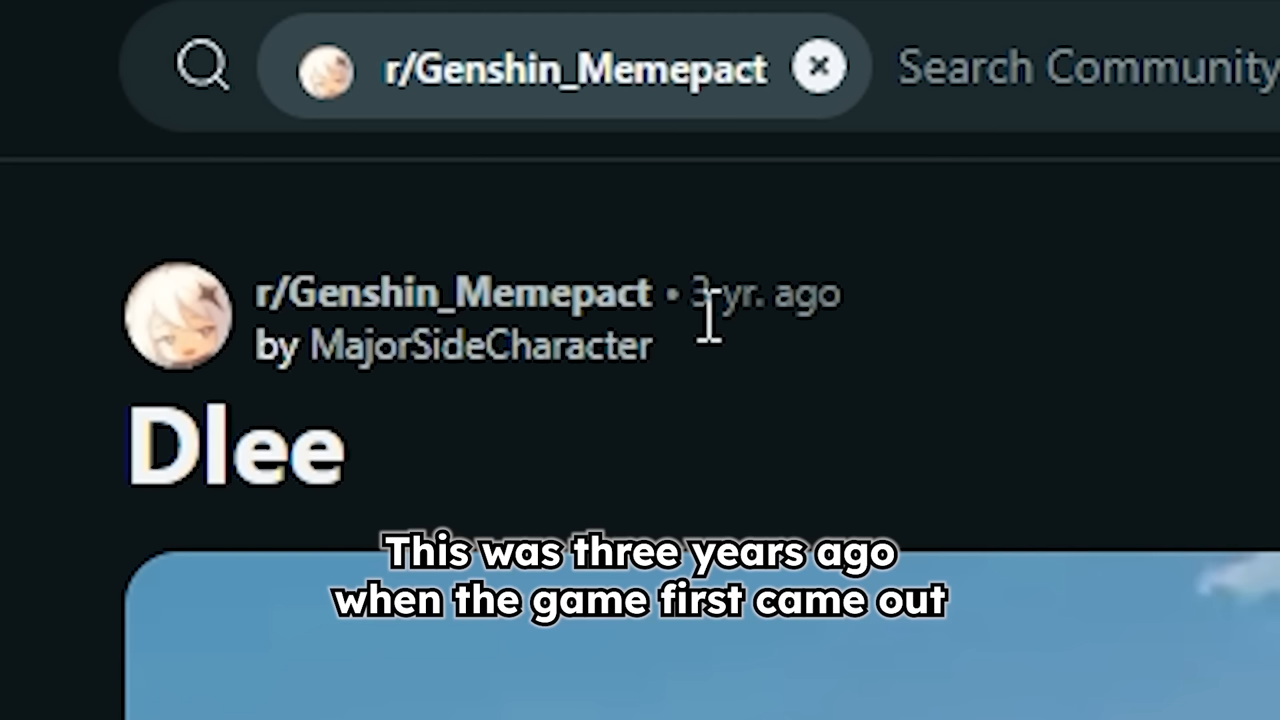 r/Genshin_Memepact
Search Community
r/Genshin_Memepact • 3 yr. ago
by MajorSideCharacter
Dlee
This was three years ago
when the game first came out